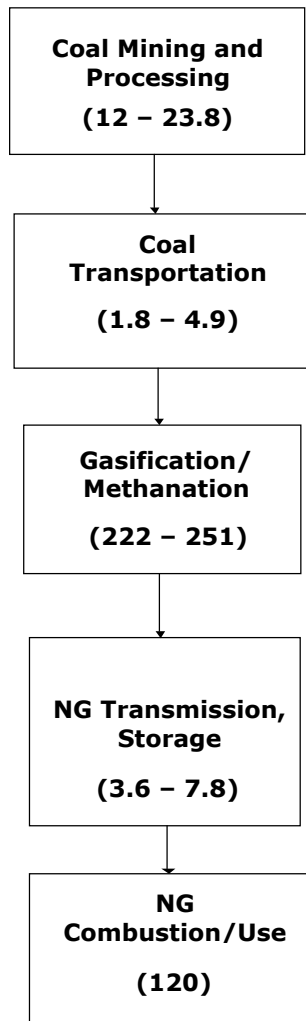 Coal Mining and
Processing
(12 – 23.8)
Coal
Transportation
(1.8 – 4.9)
Gasification/
Methanation
(222 – 251)
NG Transmission,
Storage
(3.6 – 7.8)
NG
Combustion/Use
(120)